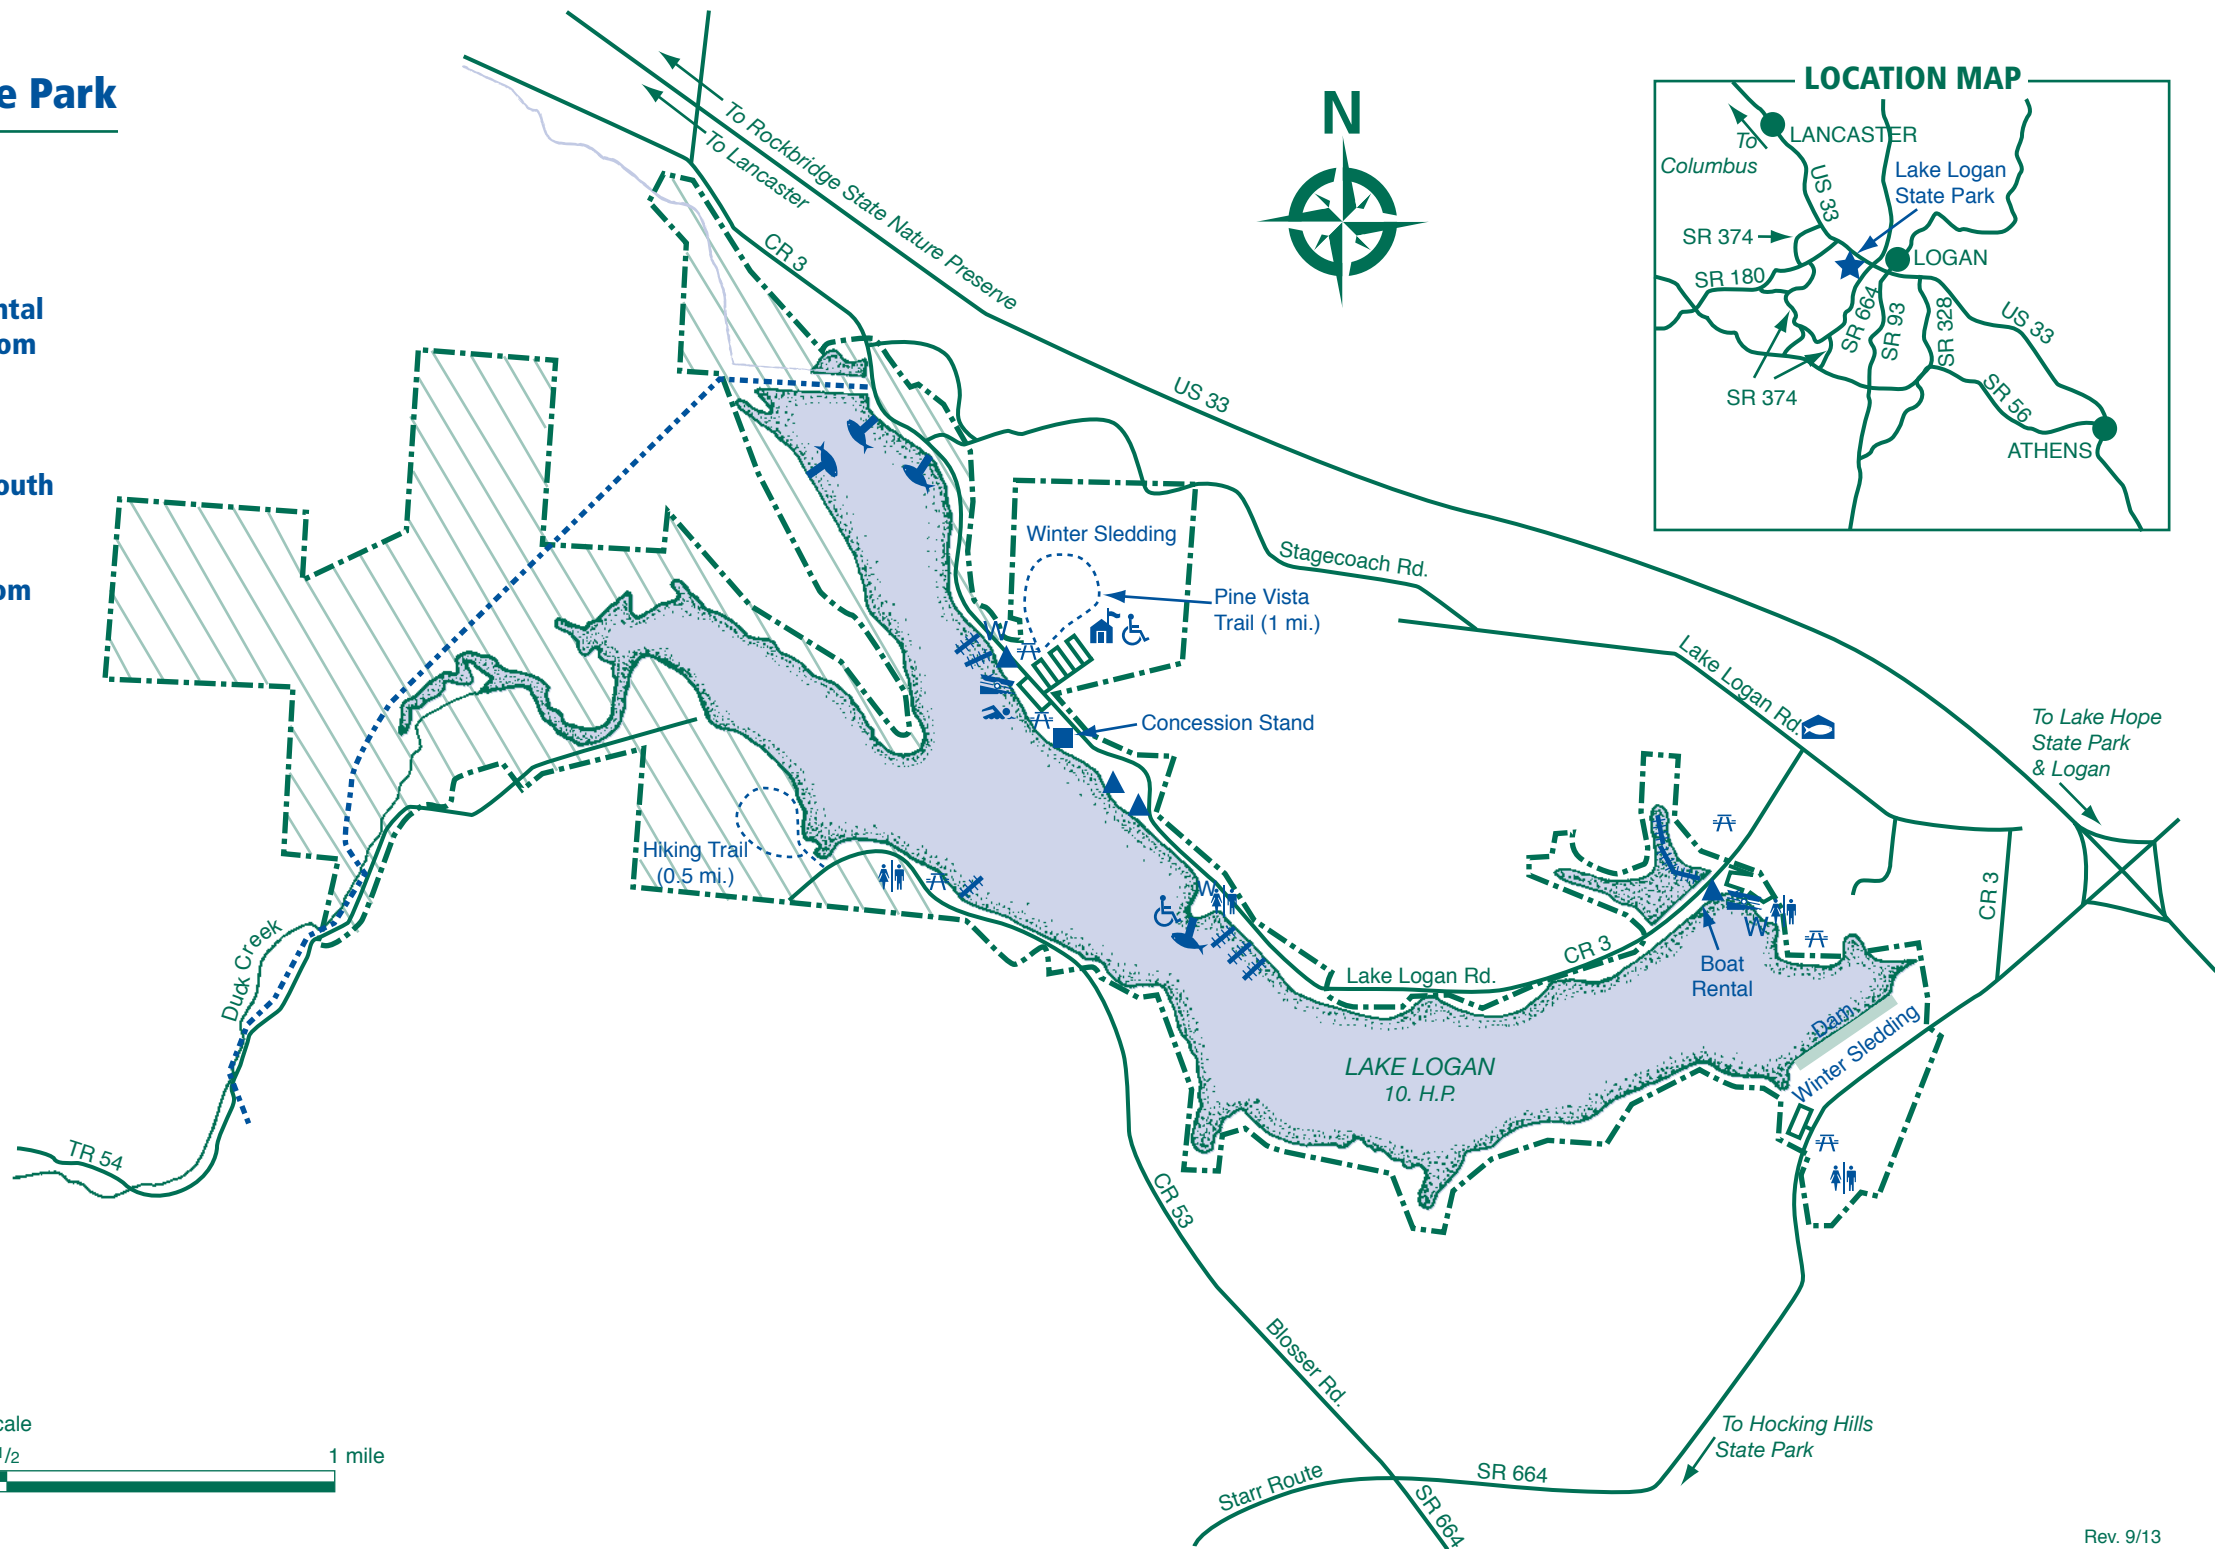 e Park
ntal
om
outh
om
To Rockbridge State Nature Preserve
To Lancaster
CR 3
N
LOCATION MAP
LANCASTER
To
Columbus
US 33
Lake Logan
State Park
SR 374
LOGAN
SR 180
SR 664
SR 93
SR 328
US 33
SR 374
SR 56
ATHENS
US 33
Winter Sledding
Stagecoach Rd.
Pine Vista
Trail (1 mi.)
W
Lake Logan Rd.
Concession Stand
To Lake Hope
State Park
& Logan
Hiking Trail
(0.5 mi.)
W
CR 3
Duck Creek
CR 3
W
Lake Logan Rd.
Boat
Rental
Dam
Winter Sledding
LAKE LOGAN
10. H.P.
TR 54
CR 53
Blosser Rd.
To Hocking Hills
State Park
cale
1/2
1 mile
Starr Route
SR 664
SR 664
Rev. 9/13